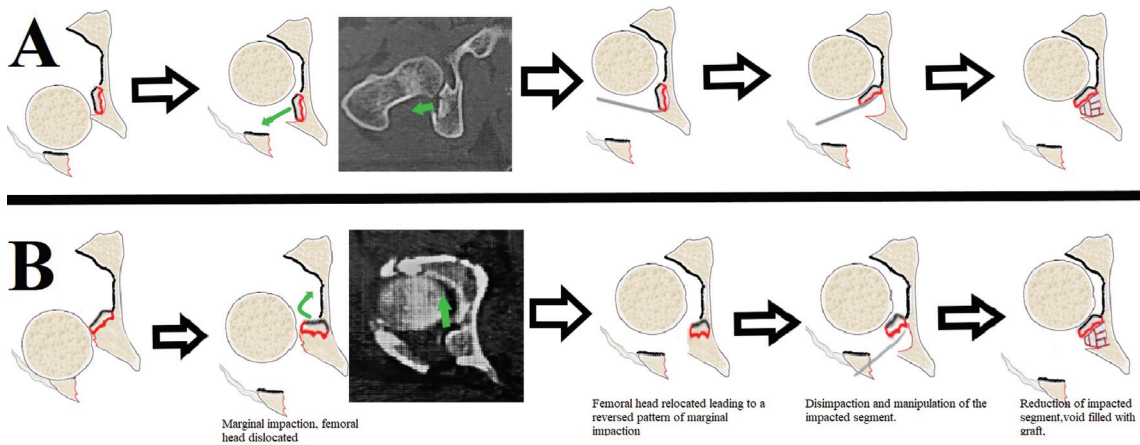 A
B
Marginal impaction, femoral
head dislocated
Femoral head relocated leading to a
reversed pattern of marginal
impaction
Disimpaction and manipulation of the
impacted segment.
Reduction of impacted
segment,void filled with
graft.